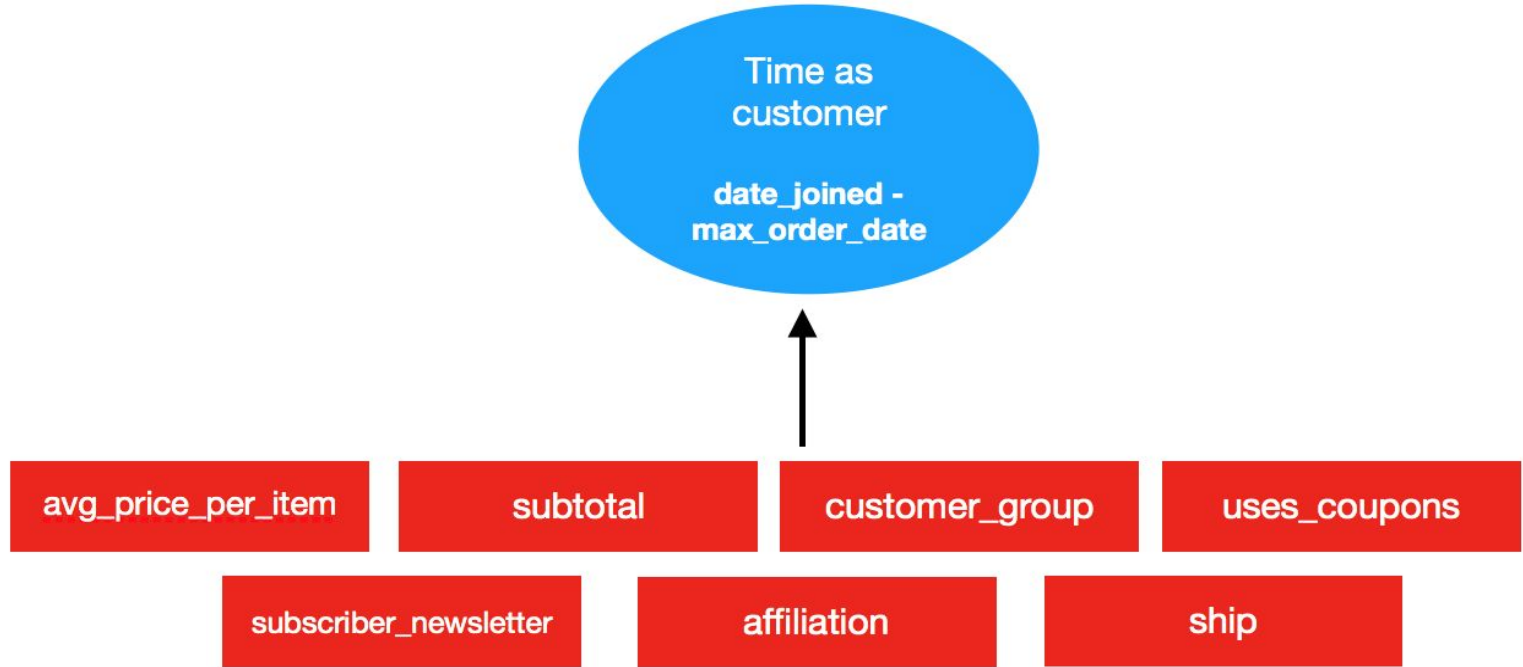 Time as
customer
date_joined -
max_order_date
avg_price_per_item
subtotal
customer_group
uses_coupons
subscriber_newsletter
affiliation
ship